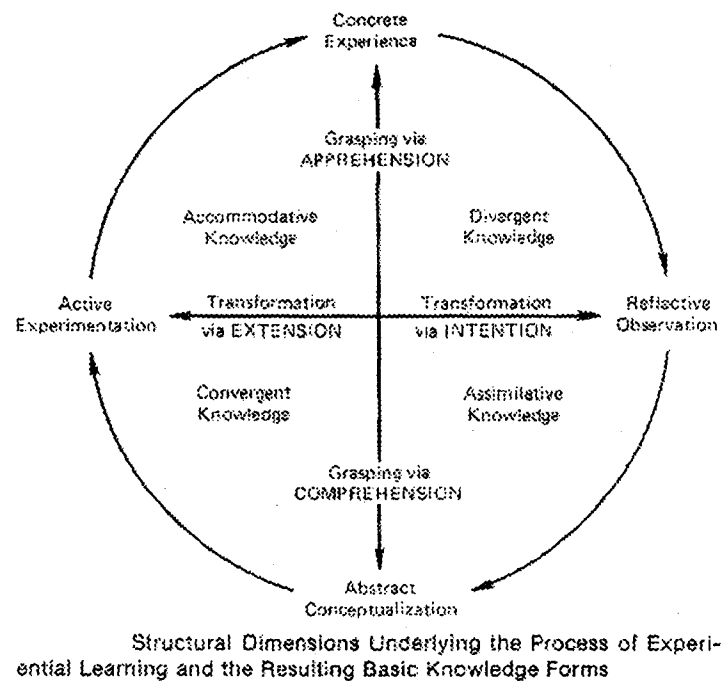 Concrete
Experience
Grasping via
APPREHENSION
Accommodative
Knowledge
Divergent
Knowledge
Active
Experimentation
Transformation
via EXTENSION
Transformation
via INTENTION
Reflective
Observation
Convergent
Knowledge
Assimilative
Knowledge
Grasping via
COMPREHENSION
Abstract
Conceptualization
Structural Dimensions Underlying the Process of Experi-
ential Learning and the Resulting Basic Knowledge Forms